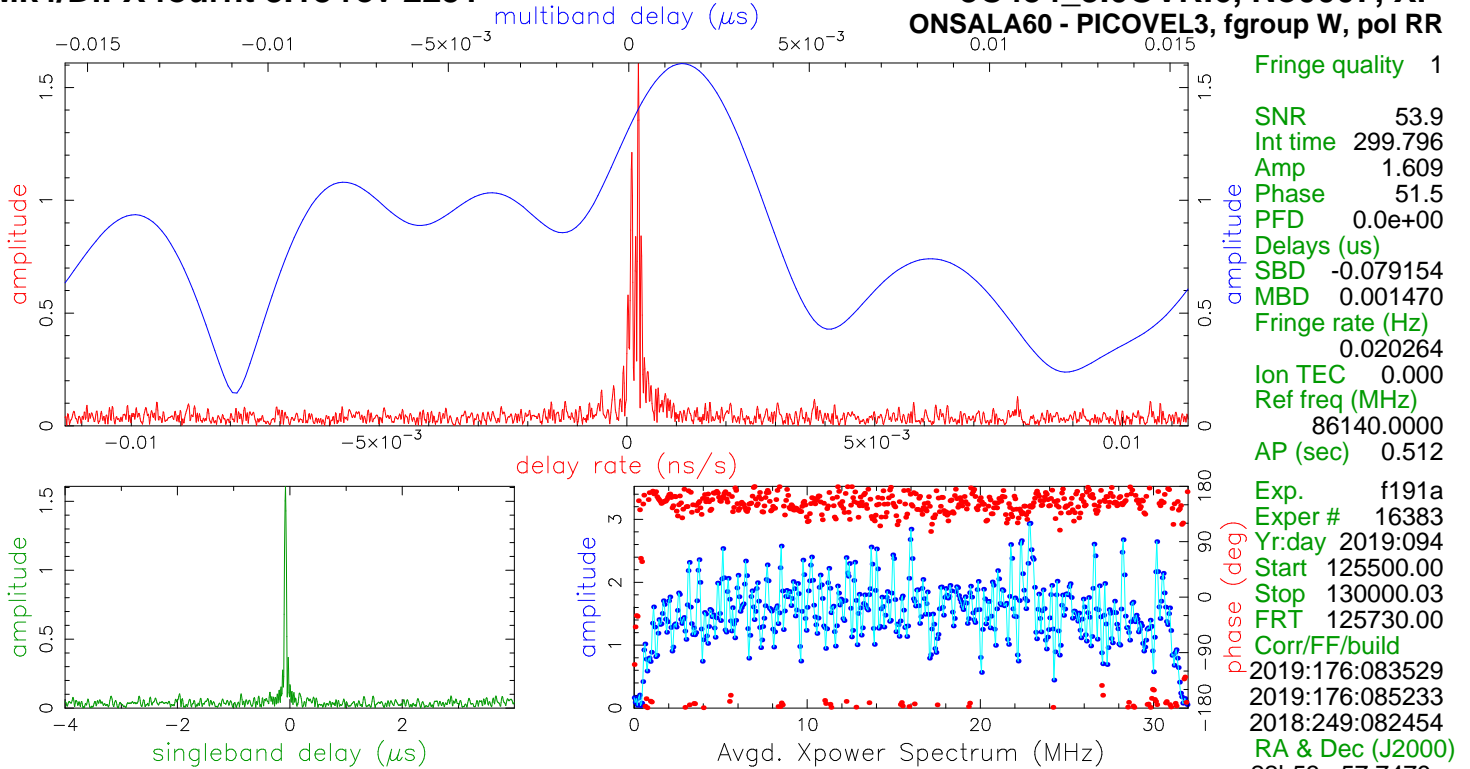 multiband delay (μs)
ONSALA60 - PICOVEL3, fgroup W, pol RR
−0.015 −0.01 −5×10⁻³ 0 5×10⁻³ 0.01 0.015
amplitude
0 0.5 1 1.5
amplitude
0 0.5 1 1.5
−0.01 −5×10⁻³ 0 5×10⁻³ 0.01
delay rate (ns/s)
Fringe quality 1
SNR 53.9
Int time 299.796
Amp 1.609
Phase 51.5
PFD 0.0e+00
Delays (us)
SBD -0.079154
MBD 0.001470
Fringe rate (Hz)
0.020264
Ion TEC 0.000
Ref freq (MHz)
86140.0000
AP (sec) 0.512
Exp. f191a
Exper # 16383
Yr:day 2019:094
Start 125500.00
Stop 130000.03
FRT 125730.00
Corr/FF/build
2019:176:083529
2019:176:085233
2018:249:082454
RA & Dec (J2000)
amplitude
0 0.5 1 1.5
−4 −2 0 2
singleband delay (μs)
amplitude
0 1 2 3
phase (deg)
−180 −90 0 90 180
0 10 20 30
Avgd. Xpower Spectrum (MHz)